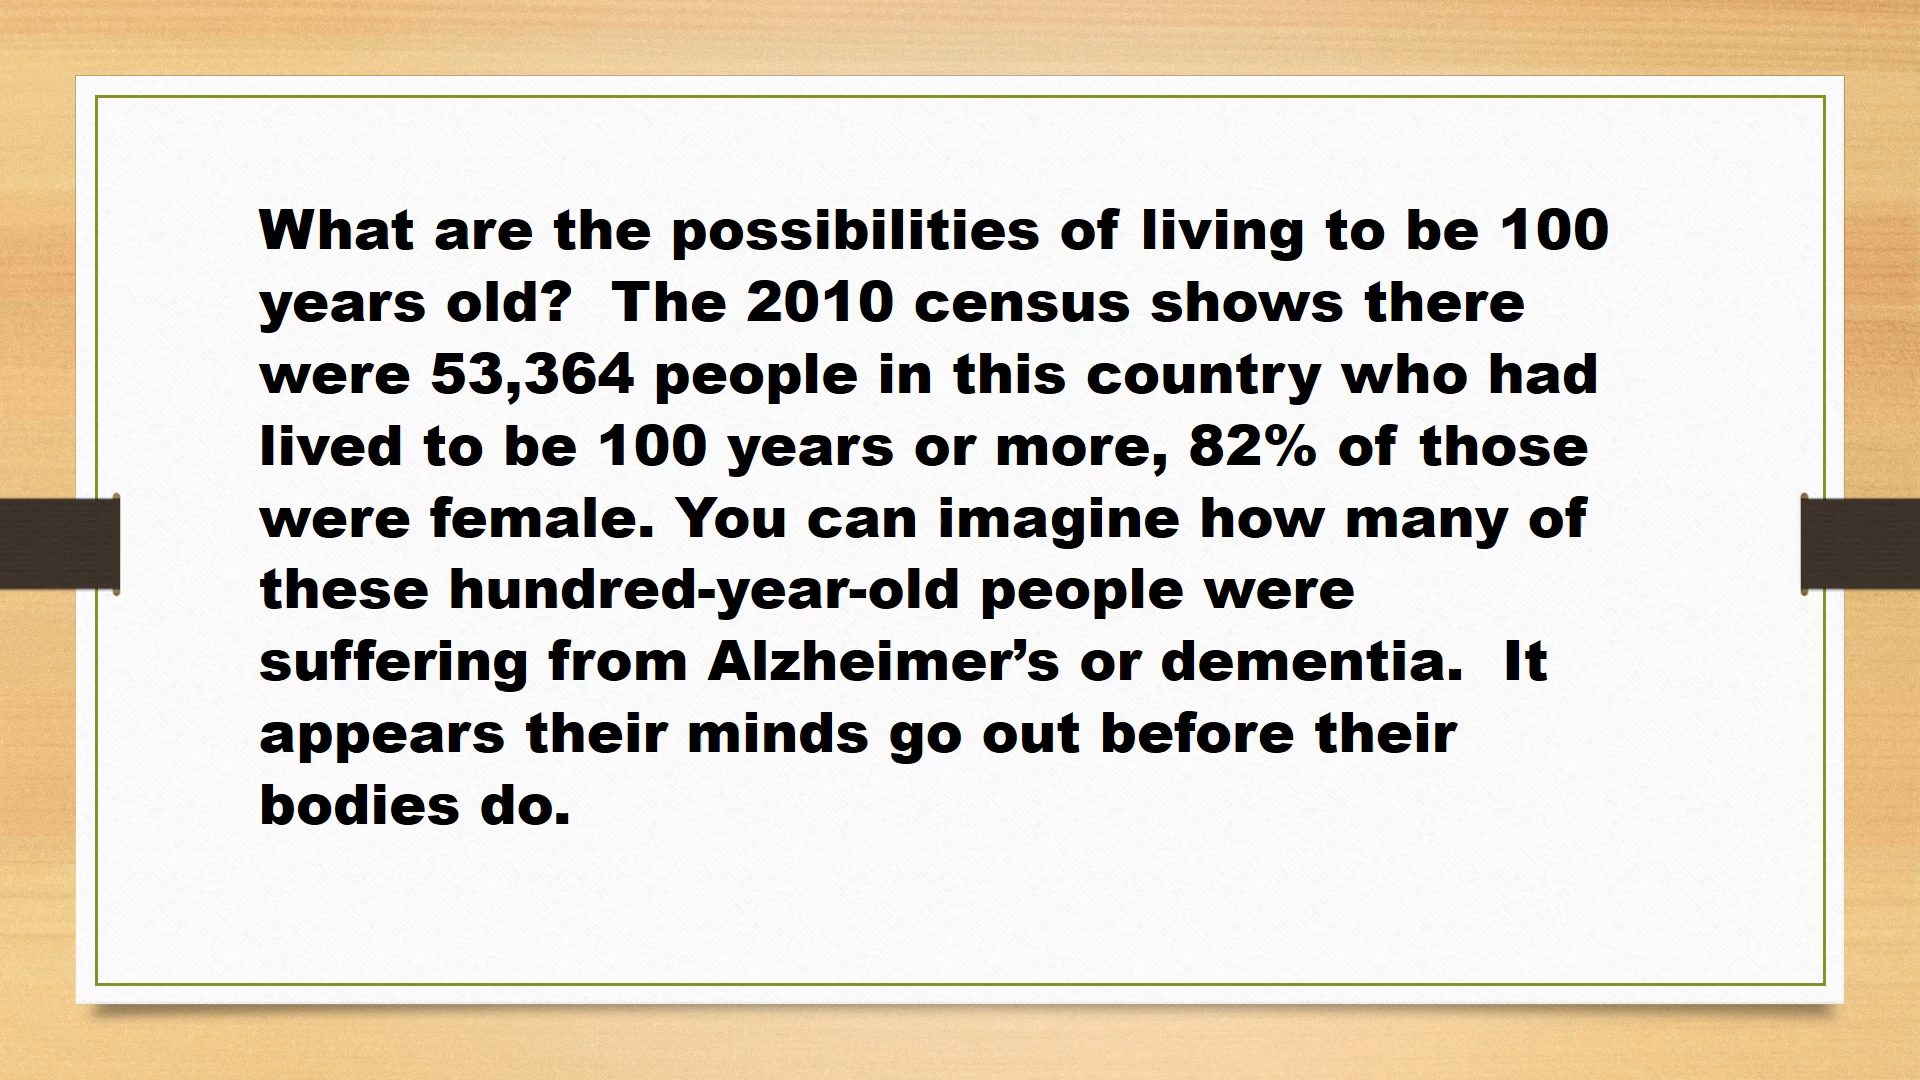 What are the possibilities of living to be 100
years old?  The 2010 census shows there
were 53,364 people in this country who had
lived to be 100 years or more, 82% of those
were female. You can imagine how many of
these hundred-year-old people were
suffering from Alzheimer’s or dementia.  It
appears their minds go out before their
bodies do.